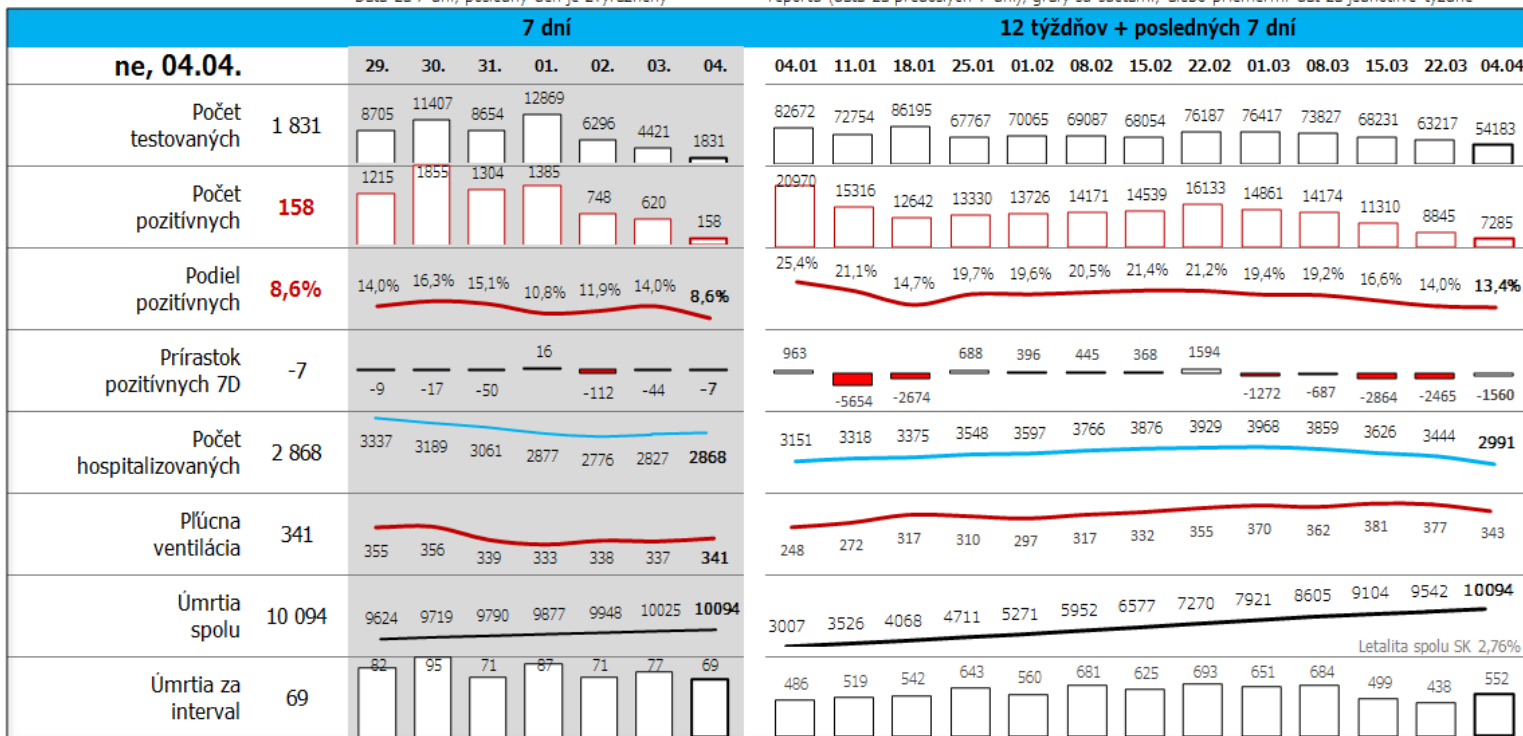 7 dní 12 týždňov + posledných 7 dní
ne, 04.04. 29. 30. 31. 01. 02. 03. 04. 04.01 11.01 18.01 25.01 01.02 08.02 15.02 22.02 01.03 08.03 15.03 22.03 04.04
Počet testovaných 1 831 8705 11407 8654 12869 6296 4421 1831 82672 72754 86195 67767 70065 69087 68054 76187 76417 73827 68231 63217 54183
Počet pozitívnych 158 1215 1855 1304 1385 748 620 158 20970 15316 12642 13330 13726 14171 14539 16133 14861 14174 11310 8845 7285
Podiel pozitívnych 8,6% 14,0% 16,3% 15,1% 10,8% 11,9% 14,0% 8,6% 25,4% 21,1% 14,7% 19,7% 19,6% 20,5% 21,4% 21,2% 19,4% 19,2% 16,6% 14,0% 13,4%
Prírastok pozitívnych 7D -7 -9 -17 -50 16 -112 -44 -7 963 -5654 -2674 688 396 445 368 1594 -1272 -687 -2864 -2465 -1560
Počet hospitalizovaných 2 868 3337 3189 3061 2877 2776 2827 2868 3151 3318 3375 3548 3597 3766 3876 3929 3968 3859 3626 3444 2991
Pľúcna ventilácia 341 355 356 339 333 338 337 341 248 272 317 310 297 317 332 355 370 362 381 377 343
Úmrtia spolu 10 094 9624 9719 9790 9877 9948 10025 10094 3007 3526 4068 4711 5271 5952 6577 7270 7921 8605 9104 9542 10094
Letalita spolu SK 2,76%
Úmrtia za interval 69 82 95 71 87 71 77 69 486 519 542 643 560 681 625 693 651 684 499 438 552